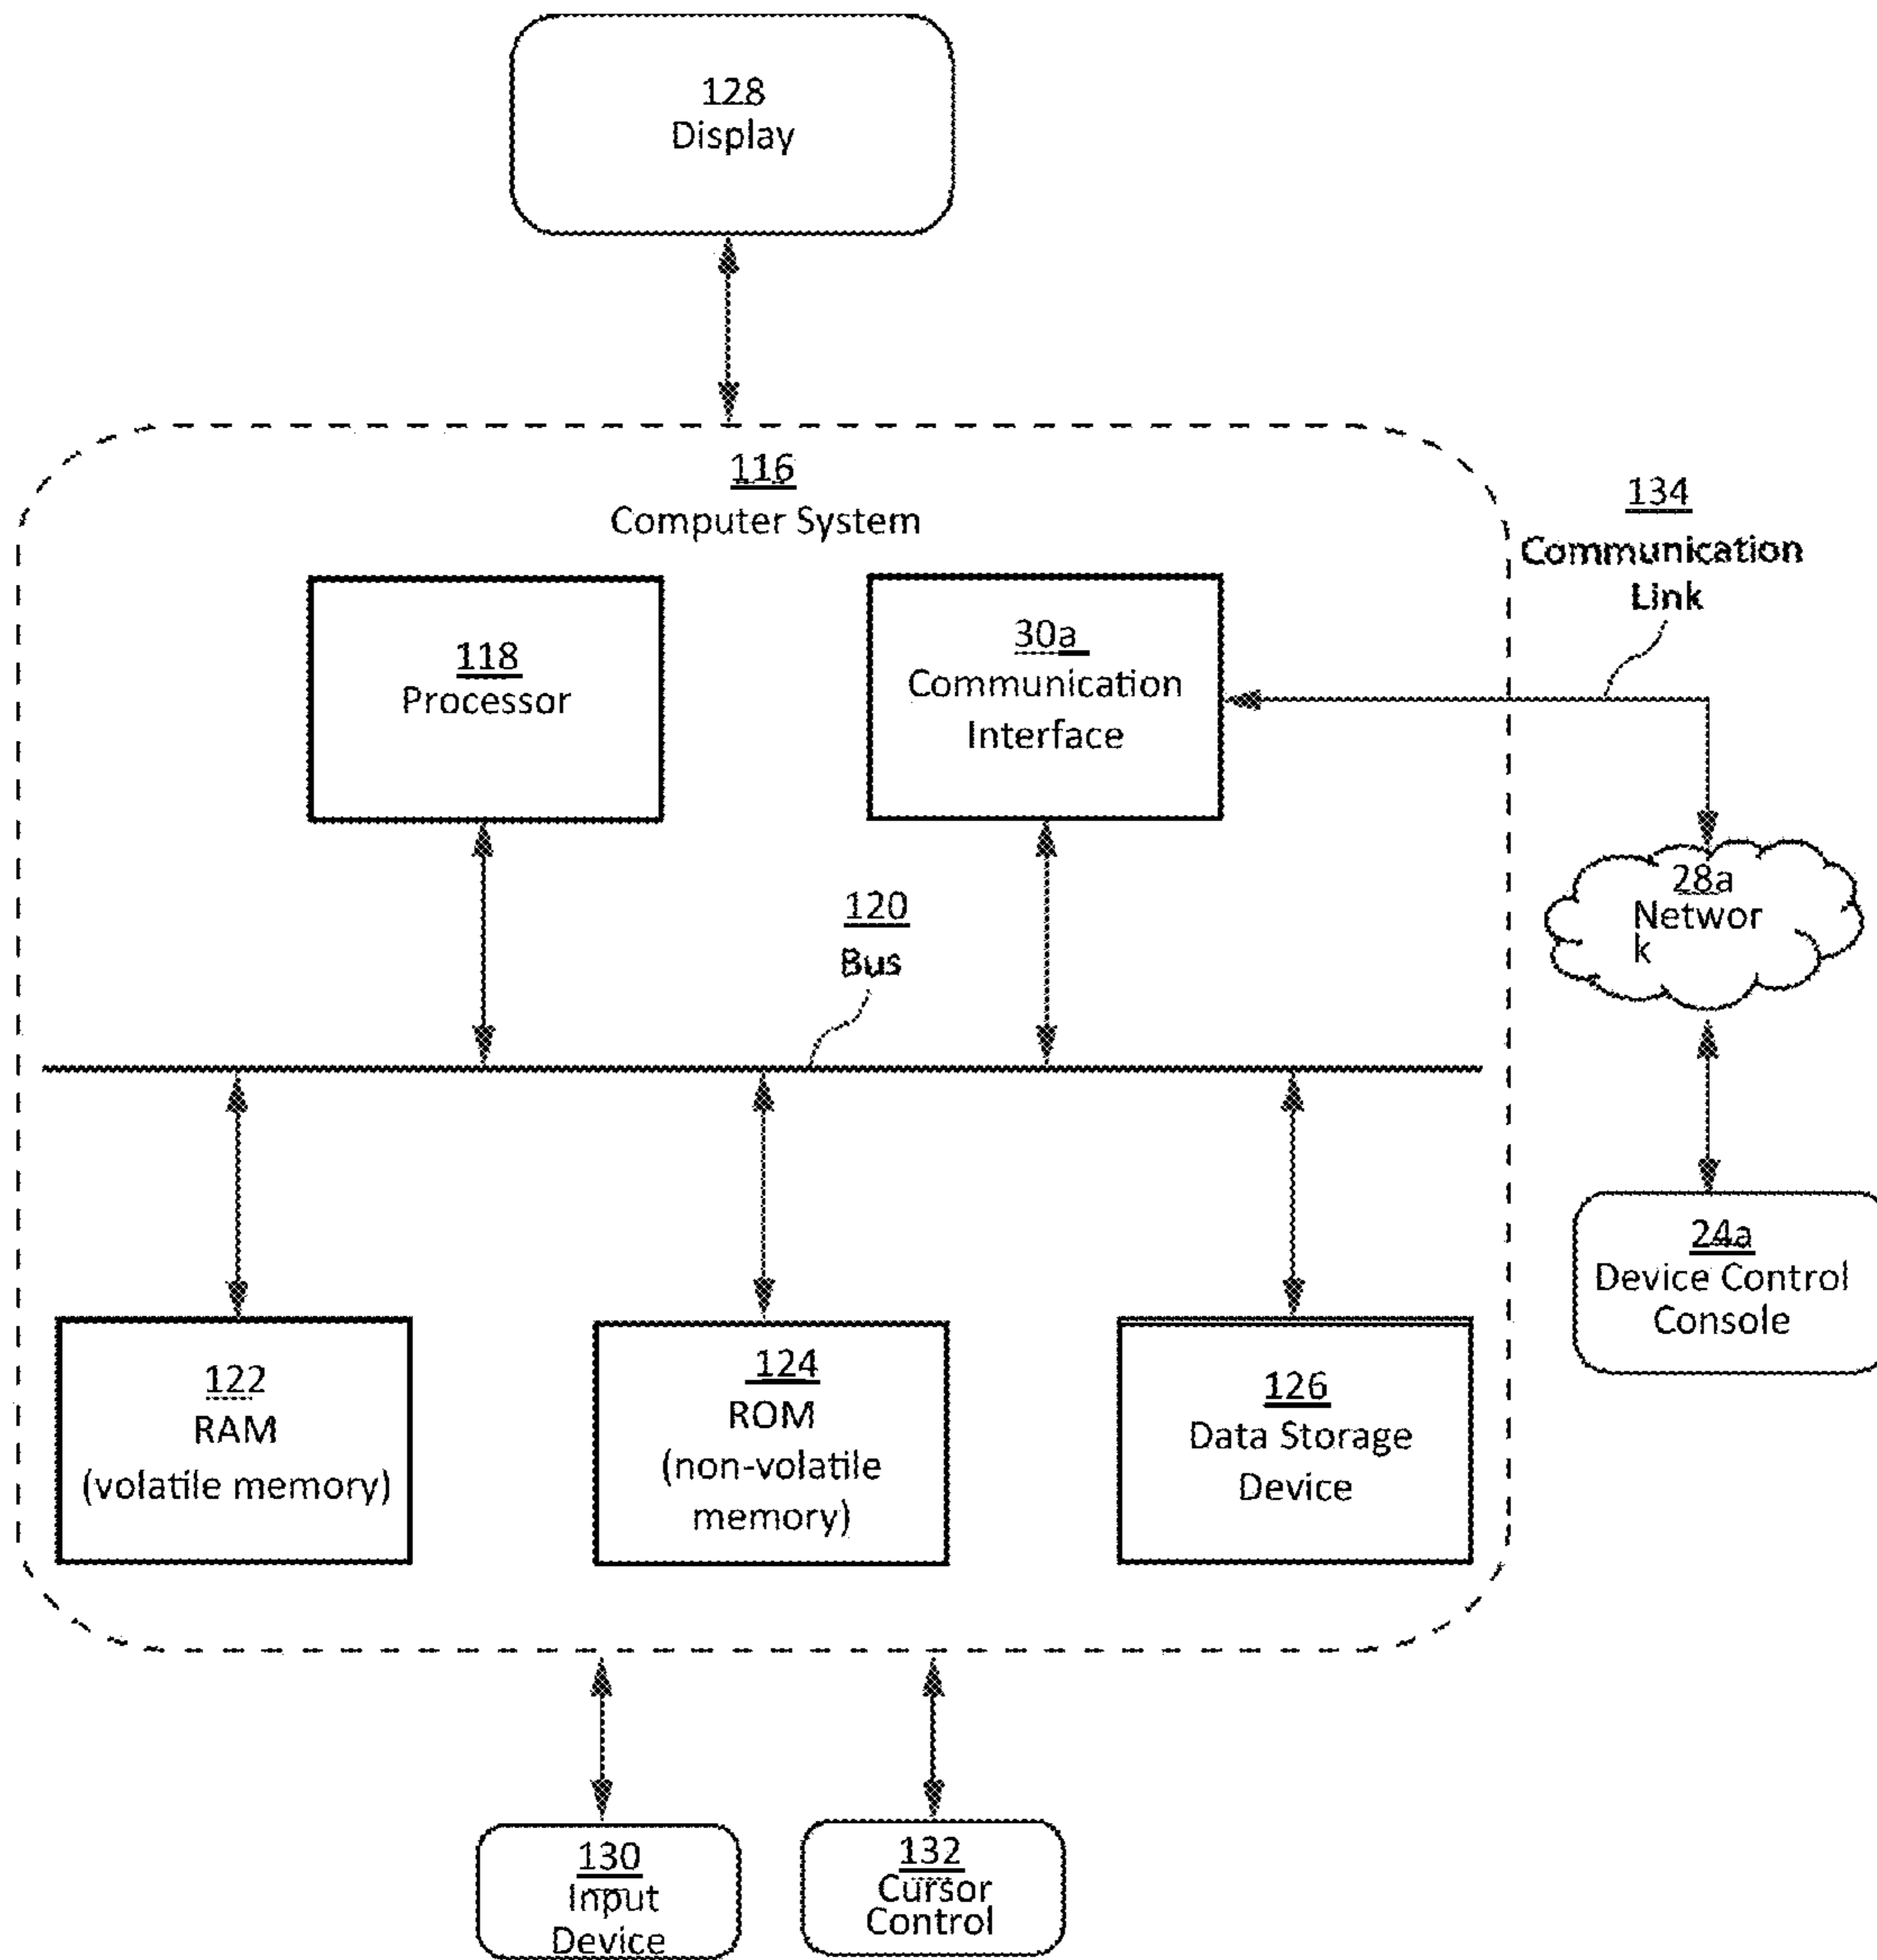 128
Display
116
Computer System
134
Communication
Link
118
Processor
30a
Communication
Interface
28a
Networ
k
120
Bus
24a
Device Control
Console
122
RAM
(volatile memory)
124
ROM
(non-volatile
memory)
126
Data Storage
Device
130
Input
Device
132
Cursor
Control